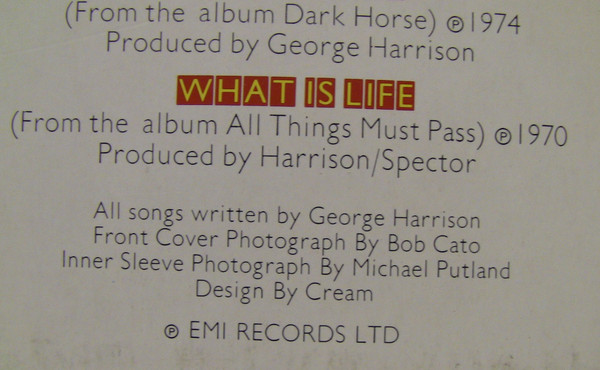 (From the album Dark Horse) ℗1974
Produced by George Harrison
WHAT IS LIFE
(From the album All Things Must Pass) ℗1970
Produced by Harrison/Spector
All songs written by George Harrison
Front Cover Photograph By Bob Cato
Inner Sleeve Photograph By Michael Putland
Design By Cream
℗ EMI RECORDS LTD